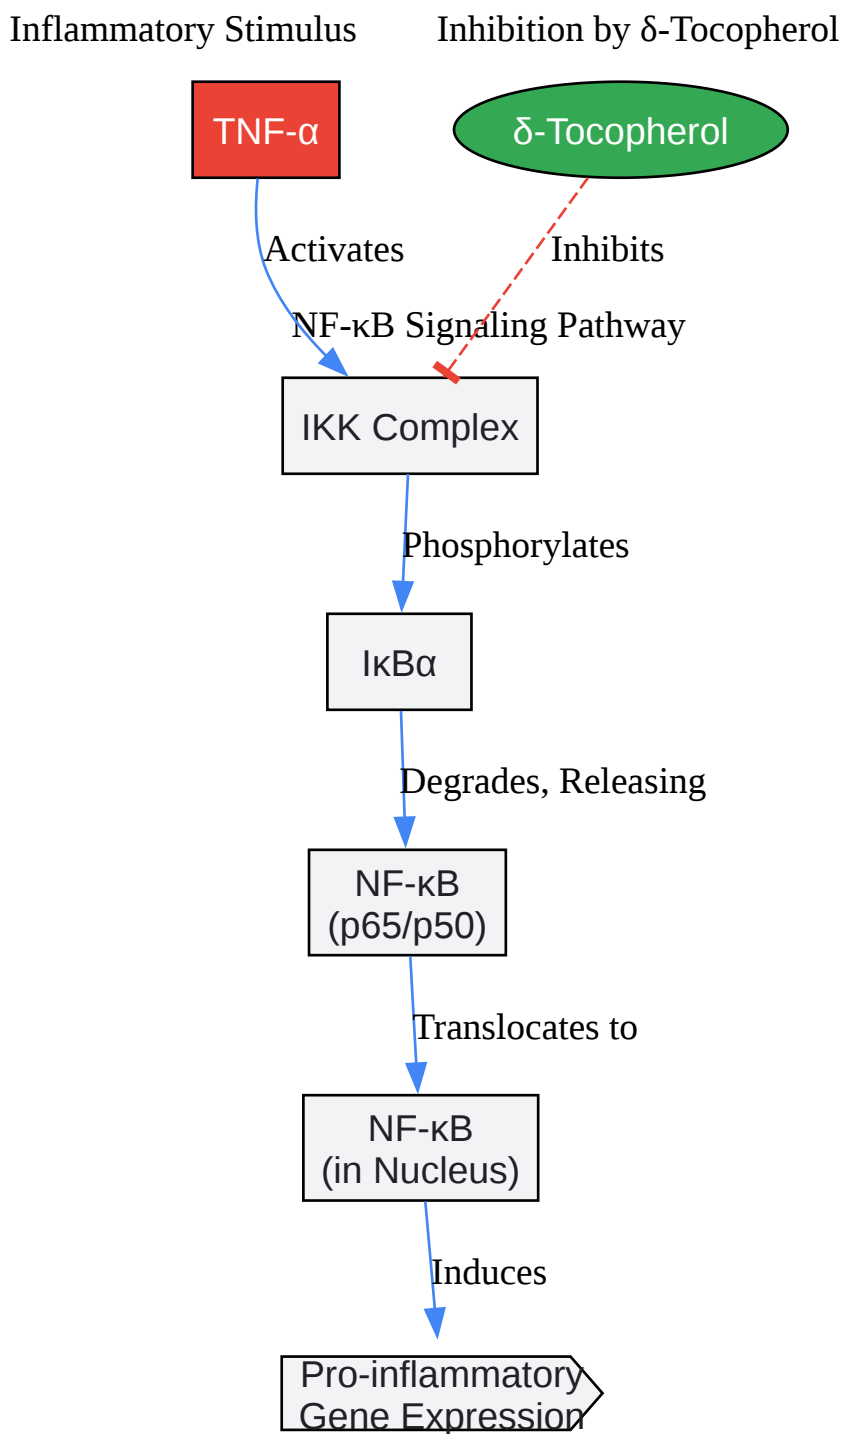 Inflammatory Stimulus
Inhibition by δ-Tocopherol
TNF-α
δ-Tocopherol
Activates
Inhibits
NF-κB Signaling Pathway
IKK Complex
Phosphorylates
IκBα
Degrades, Releasing
NF-κB
(p65/p50)
Translocates to
NF-κB
(in Nucleus)
Induces
Pro-inflammatory
Gene Expression